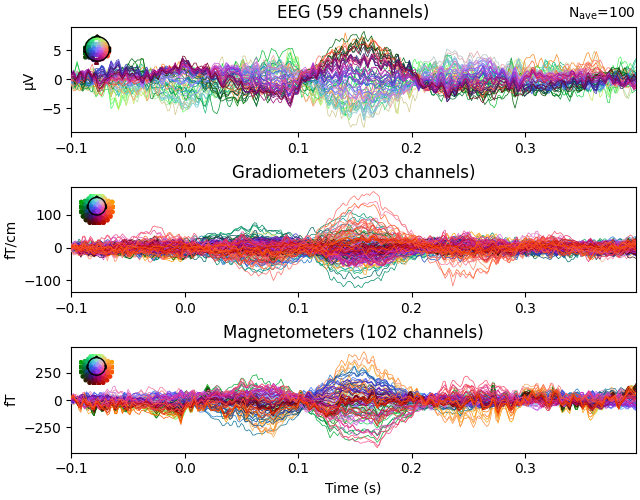 EEG (59 channels)
Nave=100
5
0
−5
µV
−0.1 0.0 0.1 0.2 0.3
Gradiometers (203 channels)
100
0
−100
fT/cm
−0.1 0.0 0.1 0.2 0.3
Magnetometers (102 channels)
250
0
−250
fT
−0.1 0.0 0.1 0.2 0.3
Time (s)